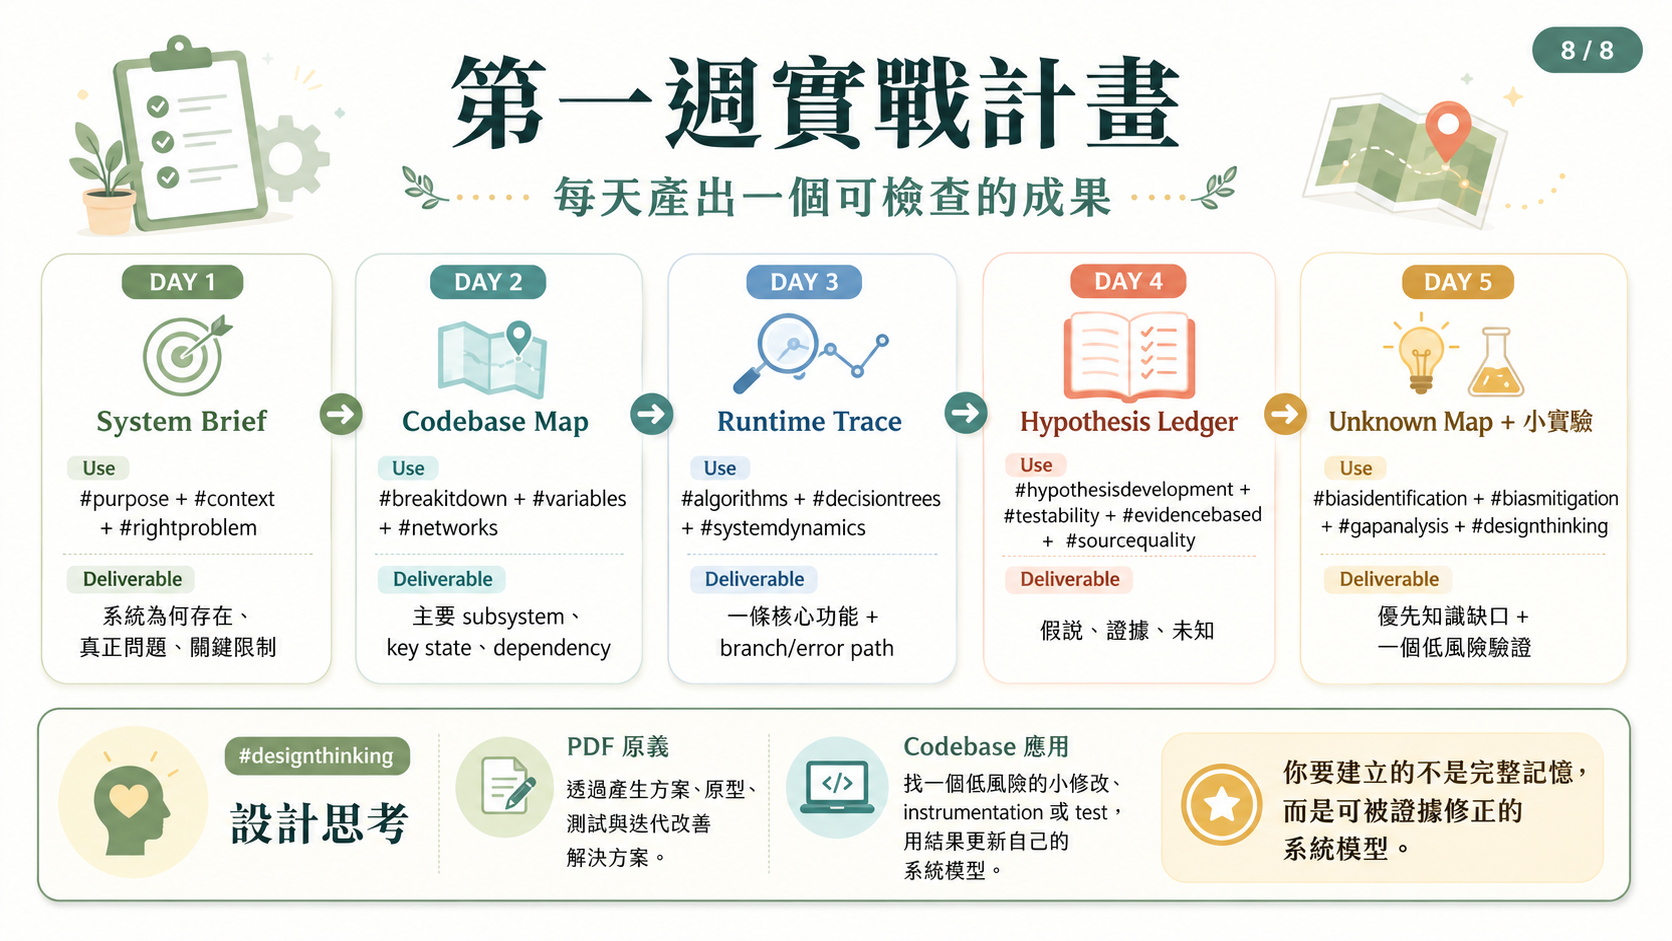 8 / 8
第一週實戰計畫
每天產出一個可檢查的成果
DAY 1
System Brief
Use
#purpose + #context
+ #rightproblem
Deliverable
系統為何存在、
真正問題、關鍵限制
DAY 2
Codebase Map
Use
#breakitdown + #variables
+ #networks
Deliverable
主要 subsystem、
key state、dependency
DAY 3
Runtime Trace
Use
#algorithms + #decisiontrees
+ #systemdynamics
Deliverable
一條核心功能 +
branch/error path
DAY 4
Hypothesis Ledger
Use
#hypothesisdevelopment +
#testability + #evidencebased
+ #sourcequality
Deliverable
假說、證據、未知
DAY 5
Unknown Map + 小實驗
Use
#biasidentification + #biasmitigation
+ #gapanalysis + #designthinking
Deliverable
優先知識缺口 +
一個低風險驗證
#designthinking
設計思考
PDF 原義
透過產生方案、原型、
測試與迭代改善
解決方案。
Codebase 應用
找一個低風險的小修改、
instrumentation 或 test，
用結果更新自己的
系統模型。
你要建立的不是完整記憶，
而是可被證據修正的
系統模型。